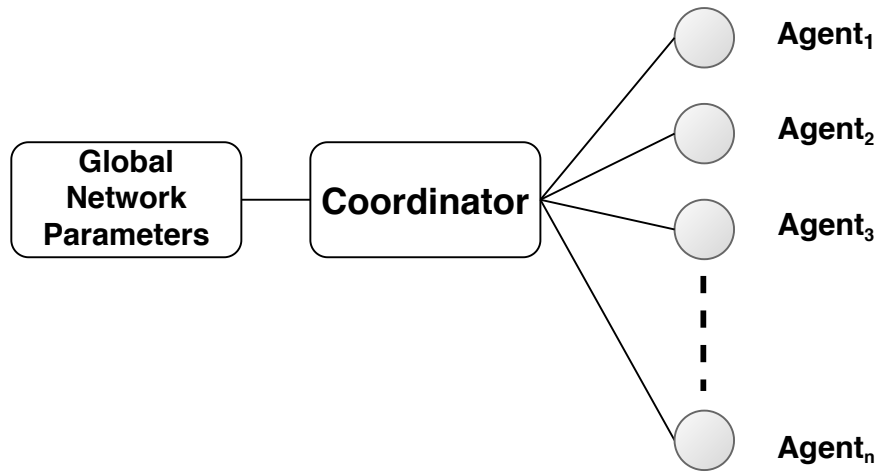 Global
Network
Parameters
Coordinator
Agent₁
Agent₂
Agent₃
Agentₙ